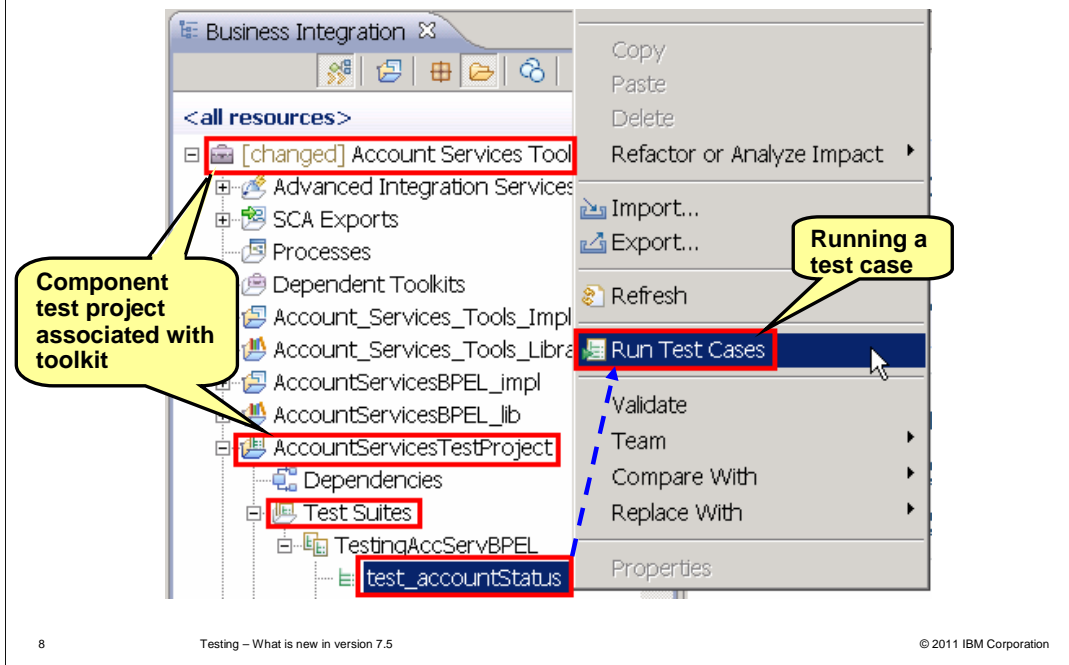 Business Integration
<all resources>
[changed] Account Services Tool
Advanced Integration Services
SCA Exports
Processes
Dependent Toolkits
Account_Services_Tools_Impl
Account_Services_Tools_Libra
AccountServicesBPEL_impl
AccountServicesBPEL_lib
AccountServicesTestProject
Dependencies
Test Suites
TestingAccServBPEL
test_accountStatus
Component
test project
associated with
toolkit
Copy
Paste
Delete
Refactor or Analyze Impact
Import...
Export...
Refresh
Run Test Cases
Validate
Team
Compare With
Replace With
Properties
Running a
test case
8
Testing – What is new in version 7.5
© 2011 IBM Corporation